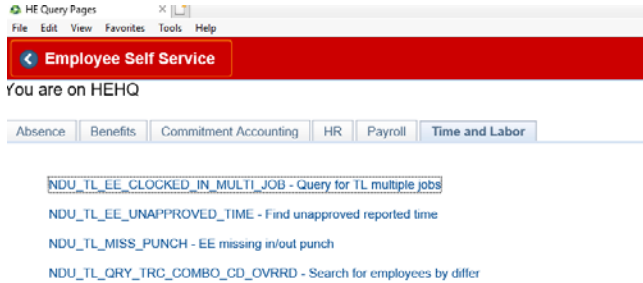 HE Query Pages
File Edit View Favorites Tools Help
Employee Self Service
You are on HEHQ
Absence Benefits Commitment Accounting HR Payroll Time and Labor
NDU_TL_EE_CLOCKED_IN_MULTI_JOB - Query for TL multiple jobs
NDU_TL_EE_UNAPPROVED_TIME - Find unapproved reported time
NDU_TL_MISS_PUNCH - EE missing in/out punch
NDU_TL_QRY_TRC_COMBO_CD_OVRRD - Search for employees by differ